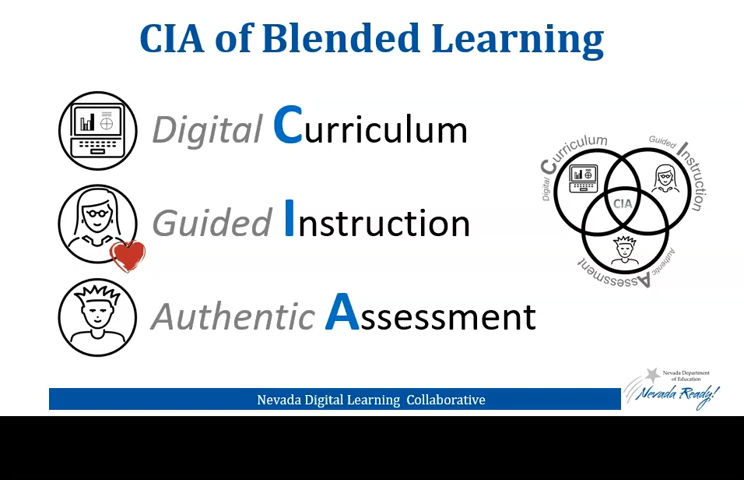 CIA of Blended Learning
Digital Curriculum
Guided Instruction
Authentic Assessment
Digital Curriculum
Guided Instruction
CIA
Authentic Assessment
Nevada Digital Learning Collaborative
Nevada Department
of Education
Nevada Ready!